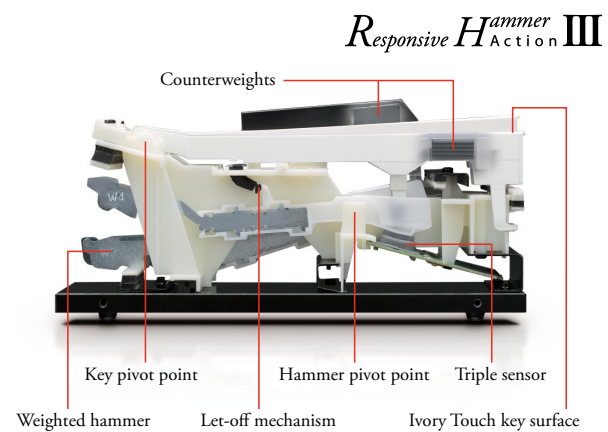 Responsive Hammer Action III
Counterweights
Key pivot point
Hammer pivot point
Triple sensor
Weighted hammer
Let-off mechanism
Ivory Touch key surface